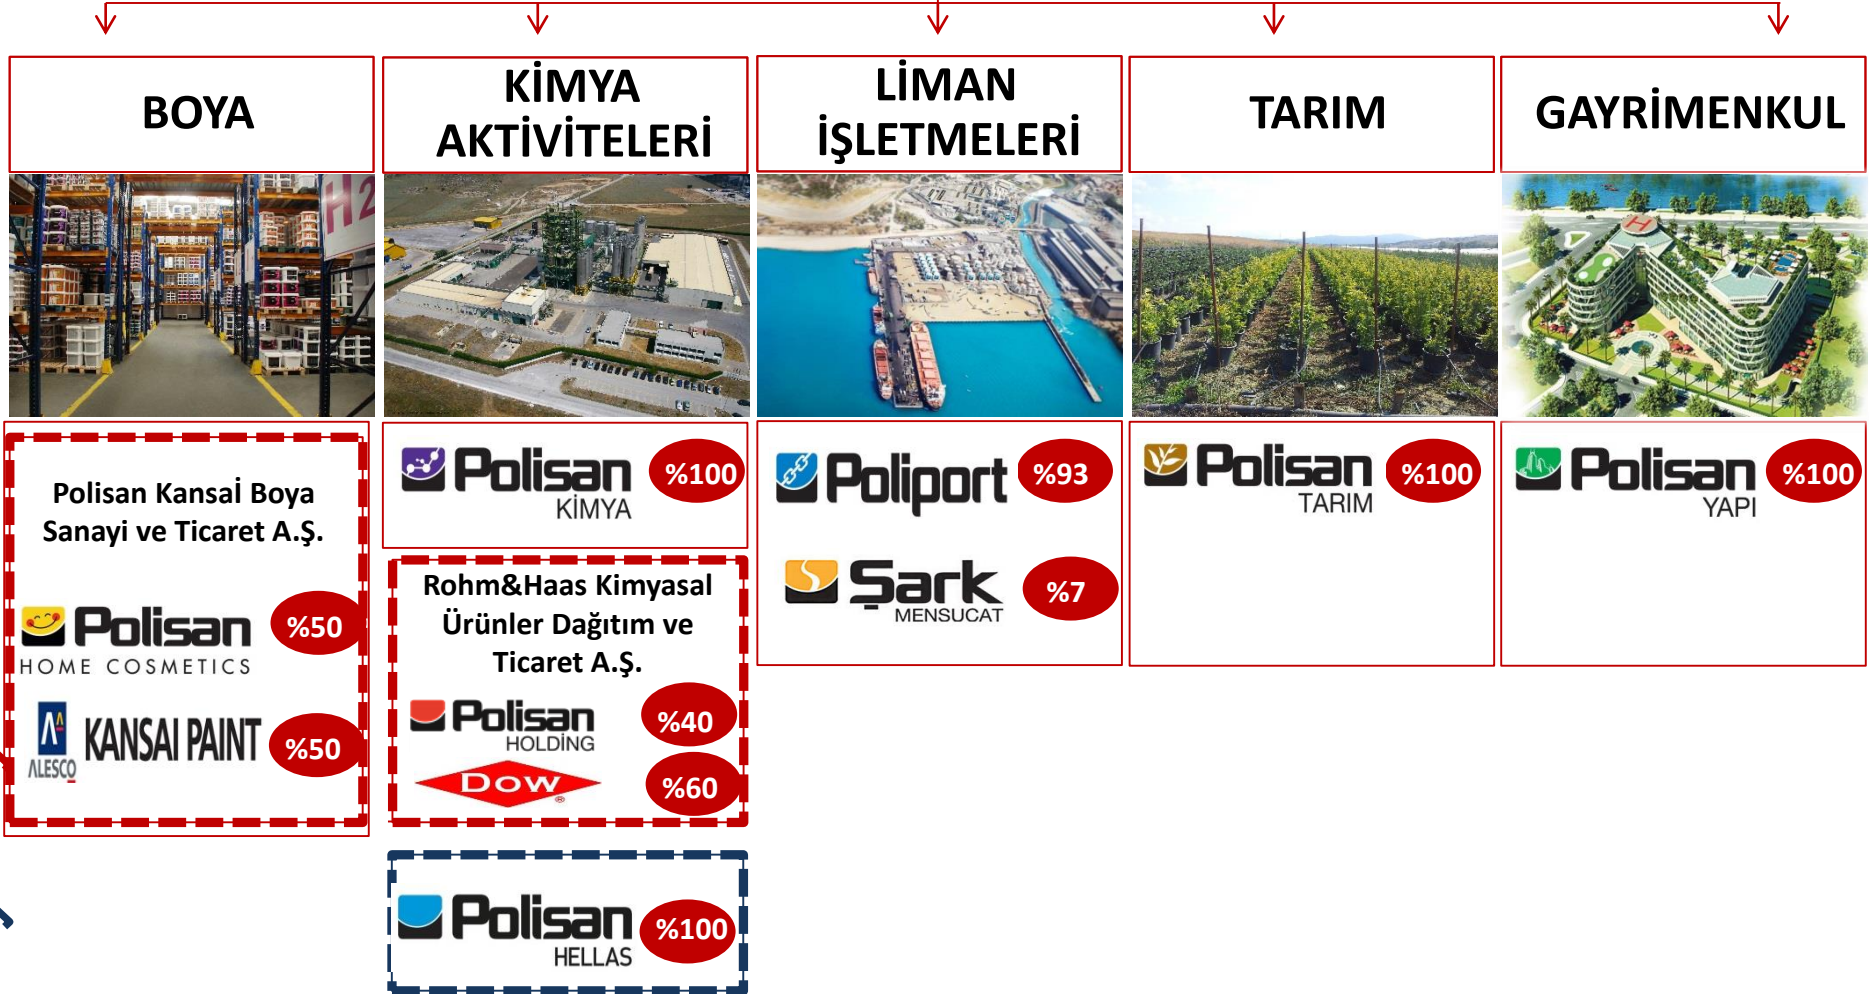 BOYA
KİMYA
AKTİVİTELERİ
LİMAN
İŞLETMELERİ
TARIM
GAYRİMENKUL
H2
H
Polisan Kansai Boya
Sanayi ve Ticaret A.Ş.
Polisan %50
HOME COSMETICS
KANSAI PAINT %50
ALESCO
Polisan %100
KİMYA
Rohm&Haas Kimyasal
Ürünler Dağıtım ve
Ticaret A.Ş.
Polisan %40
HOLDİNG
DOW® %60
Polisan %100
HELLAS
Poliport %93
Şark %7
MENSUCAT
Polisan %100
TARIM
Polisan %100
YAPI